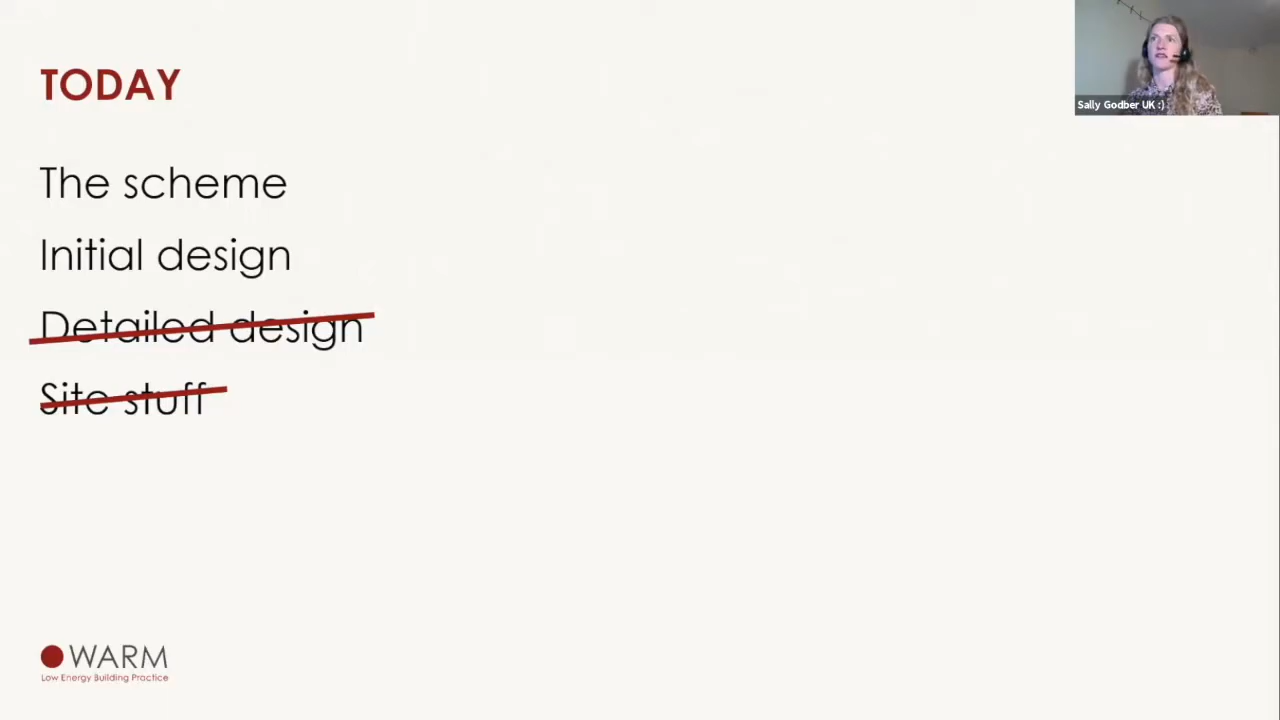 TODAY
Sally Godber UK :)
The scheme
Initial design
Detailed design
Site stuff
WARM
Low Energy Building Practice